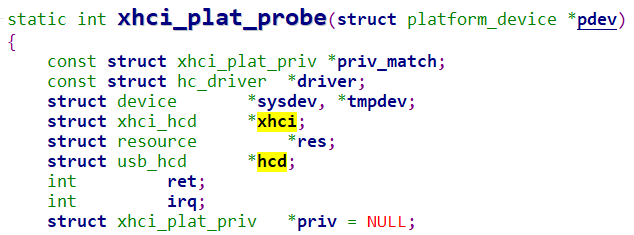 static int xhci_plat_probe(struct platform_device *pdev)
{
const struct xhci_plat_priv *priv_match;
const struct hc_driver *driver;
struct device *sysdev, *tmpdev;
struct xhci_hcd *xhci;
struct resource *res;
struct usb_hcd *hcd;
int ret;
int irq;
struct xhci_plat_priv *priv = NULL;